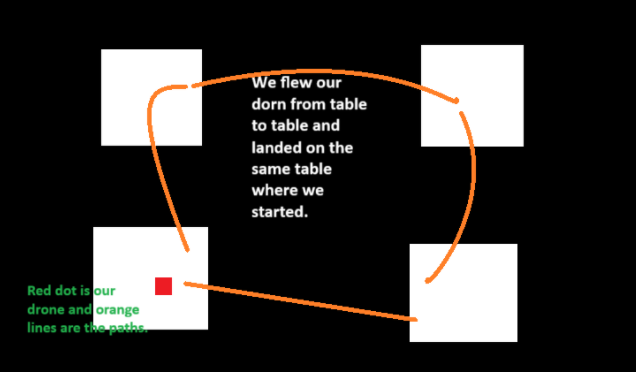 We flew our
dorn from table
to table and
landed on the
same table
where we
started.
Red dot is our
drone and orange
lines are the paths.